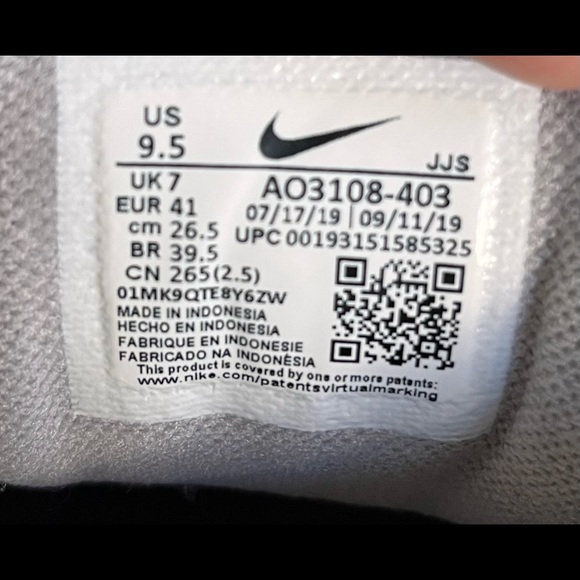 US
9.5
JJS
UK 7
AO3108-403
EUR 41
07/17/19 | 09/11/19
cm 26.5
UPC 00193151585325
BR 39.5
CN 265(2.5)
01MK9QTE8Y6ZW
MADE IN INDONESIA
HECHO EN INDONESIA
FABRIQUE EN INDONESIE
FABRICADO NA INDONÈSIA
This product is covered by one or more patents:
www.nike.com/patentsvirtualmarking